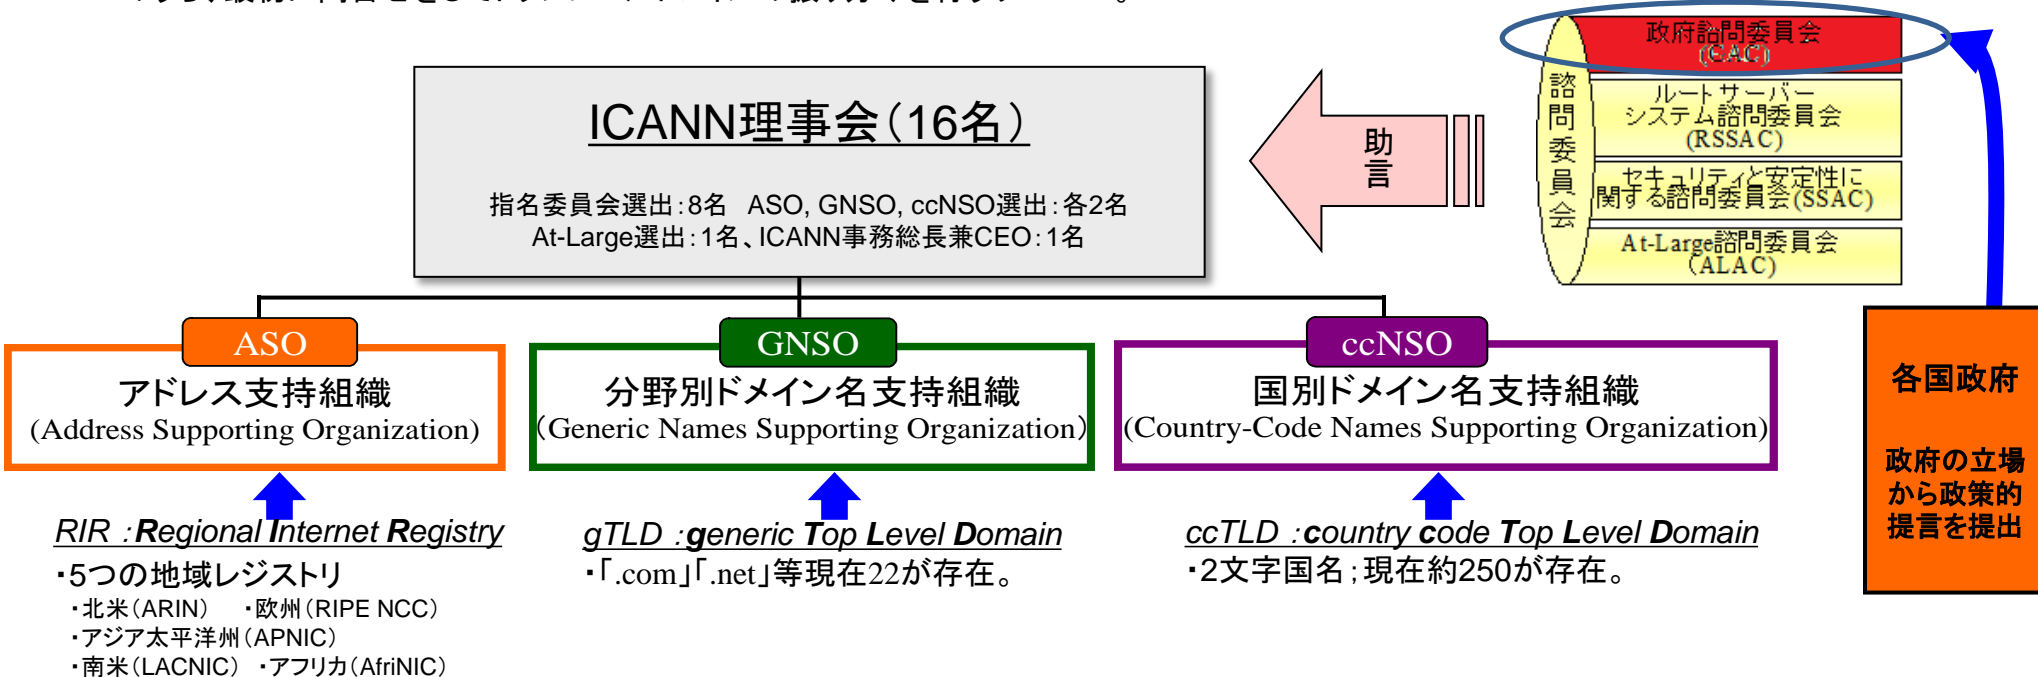 政府諮問委員会
(GAC)
諮問委員会
ルートサーバー
システム諮問委員会
(RSSAC)
セキュリティと安定性に
関する諮問委員会(SSAC)
At-Large諮問委員会
(ALAC)
助言
ICANN理事会（16名）
指名委員会選出：8名　ASO, GNSO, ccNSO選出：各2名
At-Large選出：1名、ICANN事務総長兼CEO：1名
ASO
アドレス支持組織
(Address Supporting Organization)
GNSO
分野別ドメイン名支持組織
（Generic Names Supporting Organization）
ccNSO
国別ドメイン名支持組織
(Country-Code Names Supporting Organization)
各国政府
政府の立場
から政策的
提言を提出
RIR ：Regional Internet Registry
・5つの地域レジストリ
・北米（ARIN）　・欧州（RIPE NCC）
・アジア太平洋州（APNIC）
・南米（LACNIC）　・アフリカ（AfriNIC）
gTLD ：generic Top Level Domain
・「.com」「.net」等現在22が存在。
ccTLD ：country code Top Level Domain
・2文字国名；現在約250が存在。